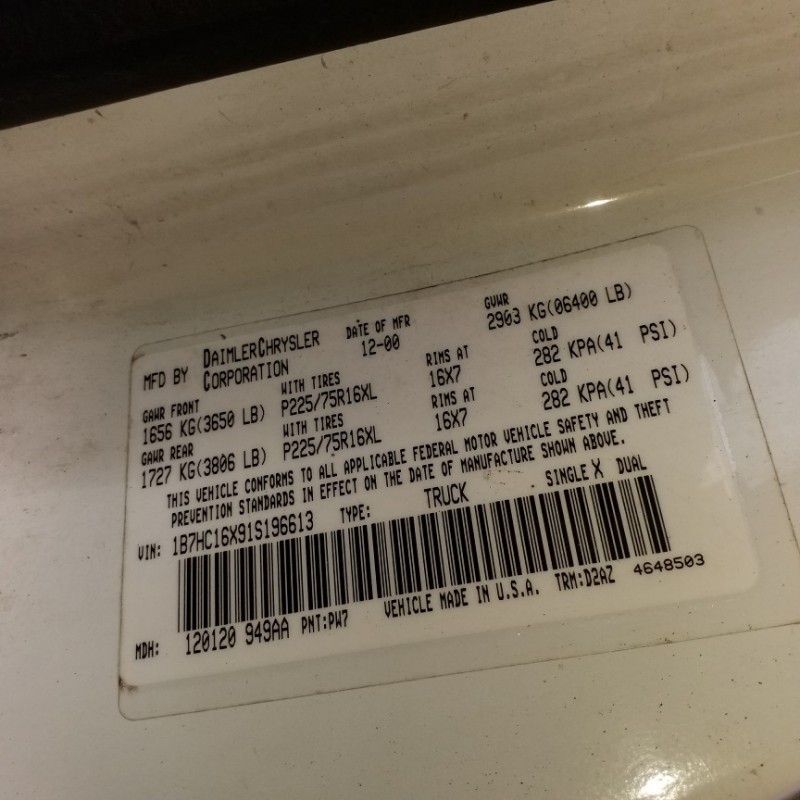 MFD BY DAIMLERCHRYSLER CORPORATION DATE OF MFR 12-00 GVWR 2903 KG(06400 LB)
GAWR FRONT WITH TIRES RIMS AT COLD
1656 KG(3650 LB) P225/75R16XL 16X7 282 KPA(41 PSI)
GAWR REAR WITH TIRES RIMS AT COLD
1727 KG(3806 LB) P225/75R16XL 16X7 282 KPA(41 PSI)
THIS VEHICLE CONFORMS TO ALL APPLICABLE FEDERAL MOTOR VEHICLE SAFETY AND THEFT
PREVENTION STANDARDS IN EFFECT ON THE DATE OF MANUFACTURE SHOWN ABOVE.
VIN: 1B7HC16X91S196613 TYPE: TRUCK SINGLE X DUAL
MDH: 120120 949AA PNT:PW7 VEHICLE MADE IN U.S.A. TRM:D2AZ 4648503